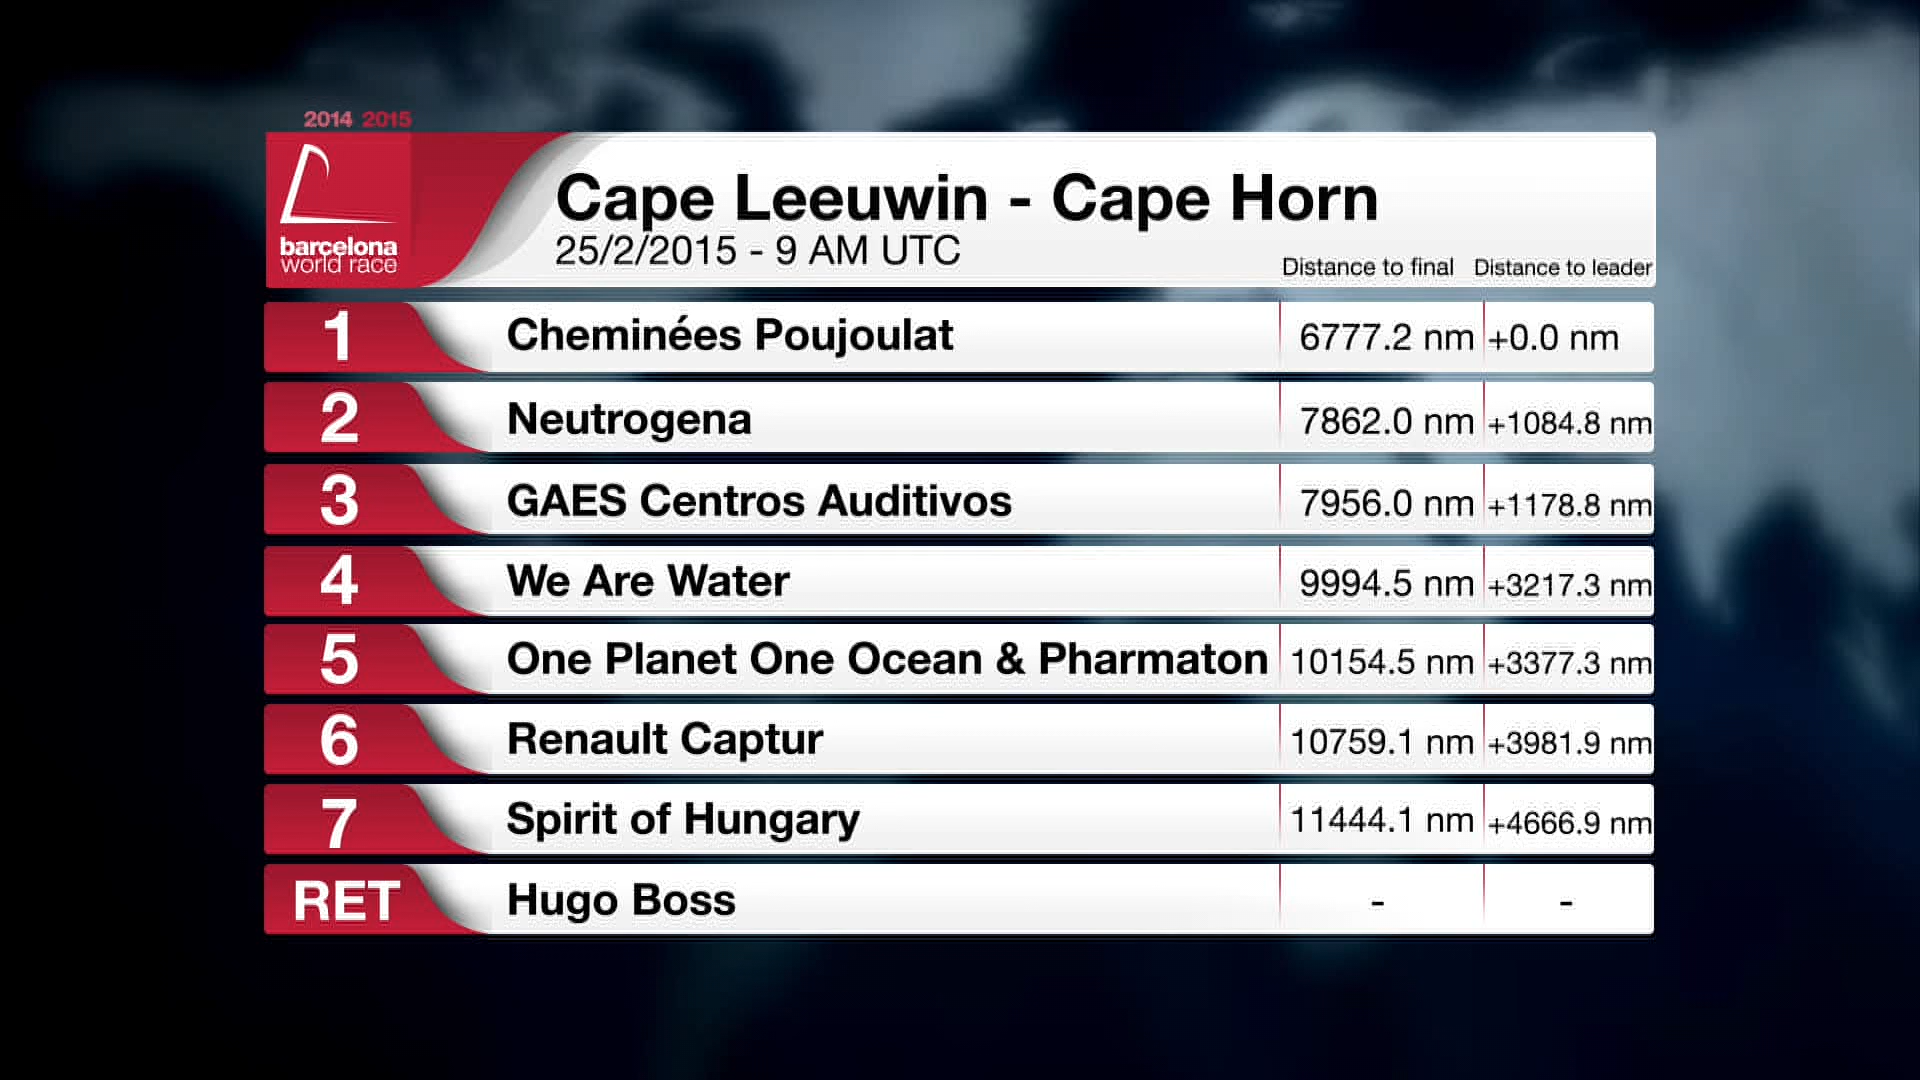 2014 2015
barcelona
world race
Cape Leeuwin - Cape Horn
25/2/2015 - 9 AM UTC
Distance to final Distance to leader
1 Cheminées Poujoulat 6777.2 nm +0.0 nm
2 Neutrogena 7862.0 nm +1084.8 nm
3 GAES Centros Auditivos 7956.0 nm +1178.8 nm
4 We Are Water 9994.5 nm +3217.3 nm
5 One Planet One Ocean & Pharmaton 10154.5 nm +3377.3 nm
6 Renault Captur 10759.1 nm +3981.9 nm
7 Spirit of Hungary 11444.1 nm +4666.9 nm
RET Hugo Boss - -